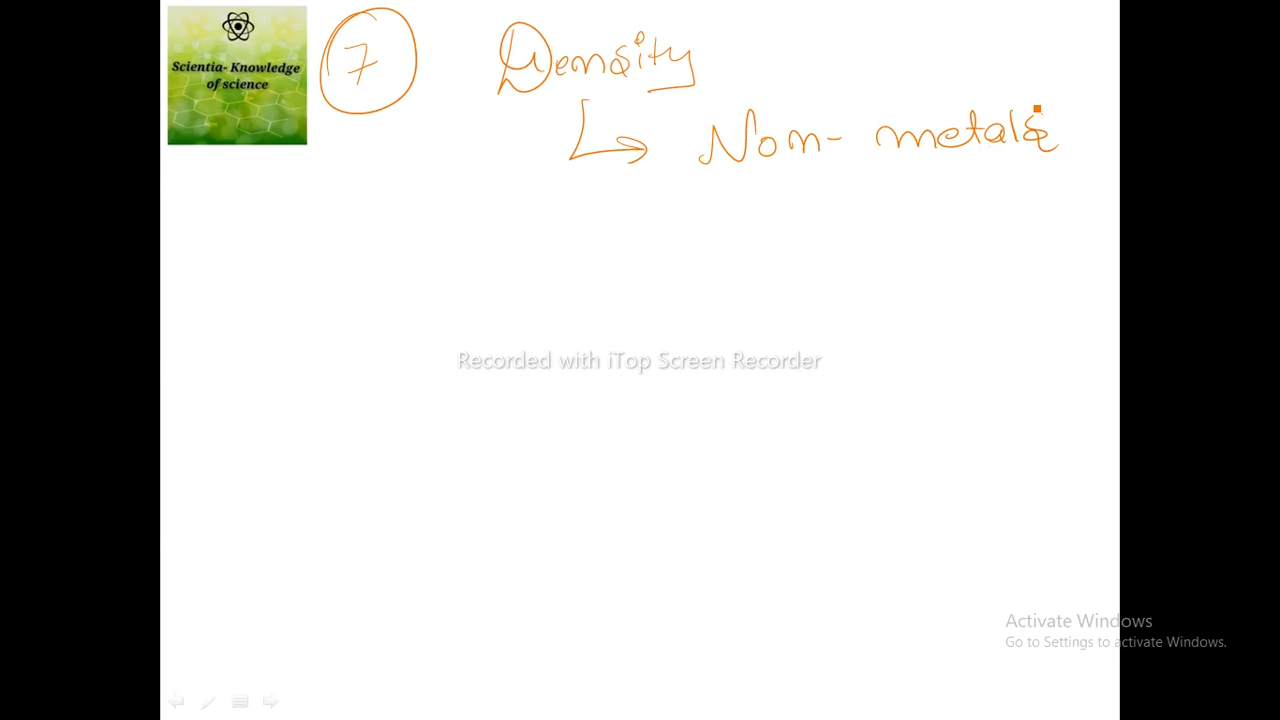 Scientia- Knowledge
of science
7
Density
Non-metals
Recorded with iTop Screen Recorder
Activate Windows
Go to Settings to activate Windows.